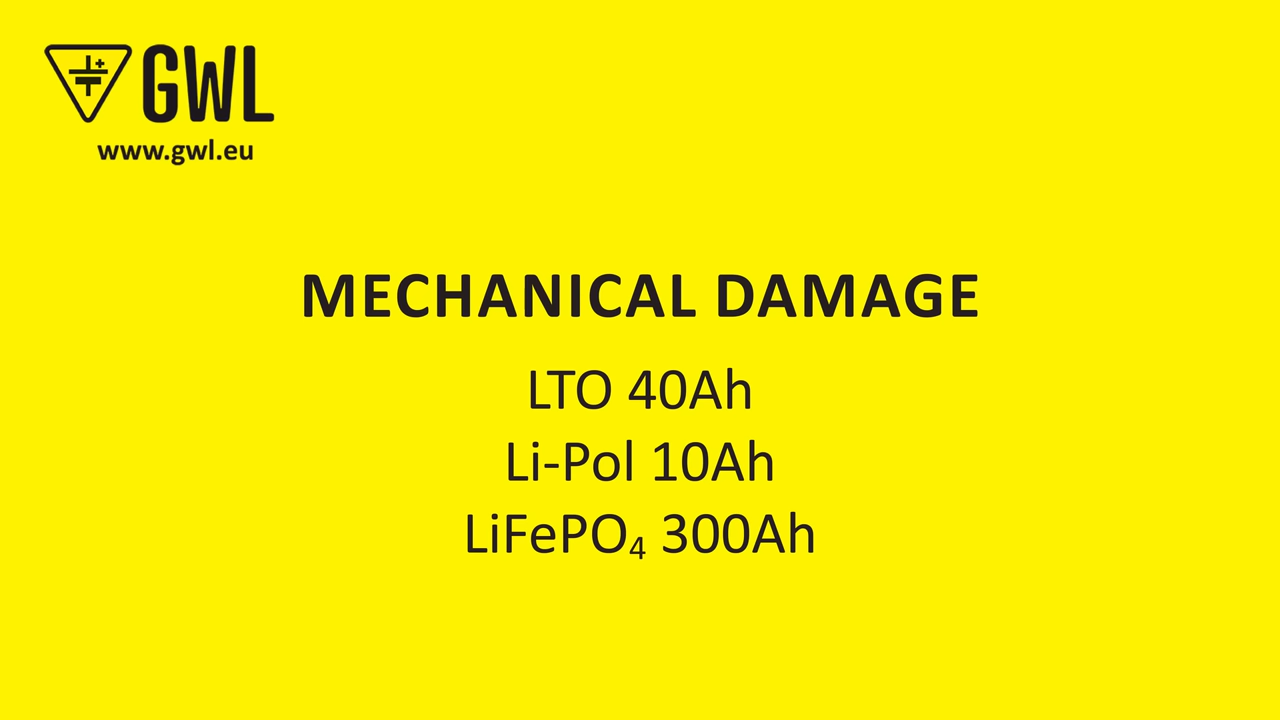 GWL
www.gwl.eu
MECHANICAL DAMAGE
LTO 40Ah
Li-Pol 10Ah
LiFePO₄ 300Ah